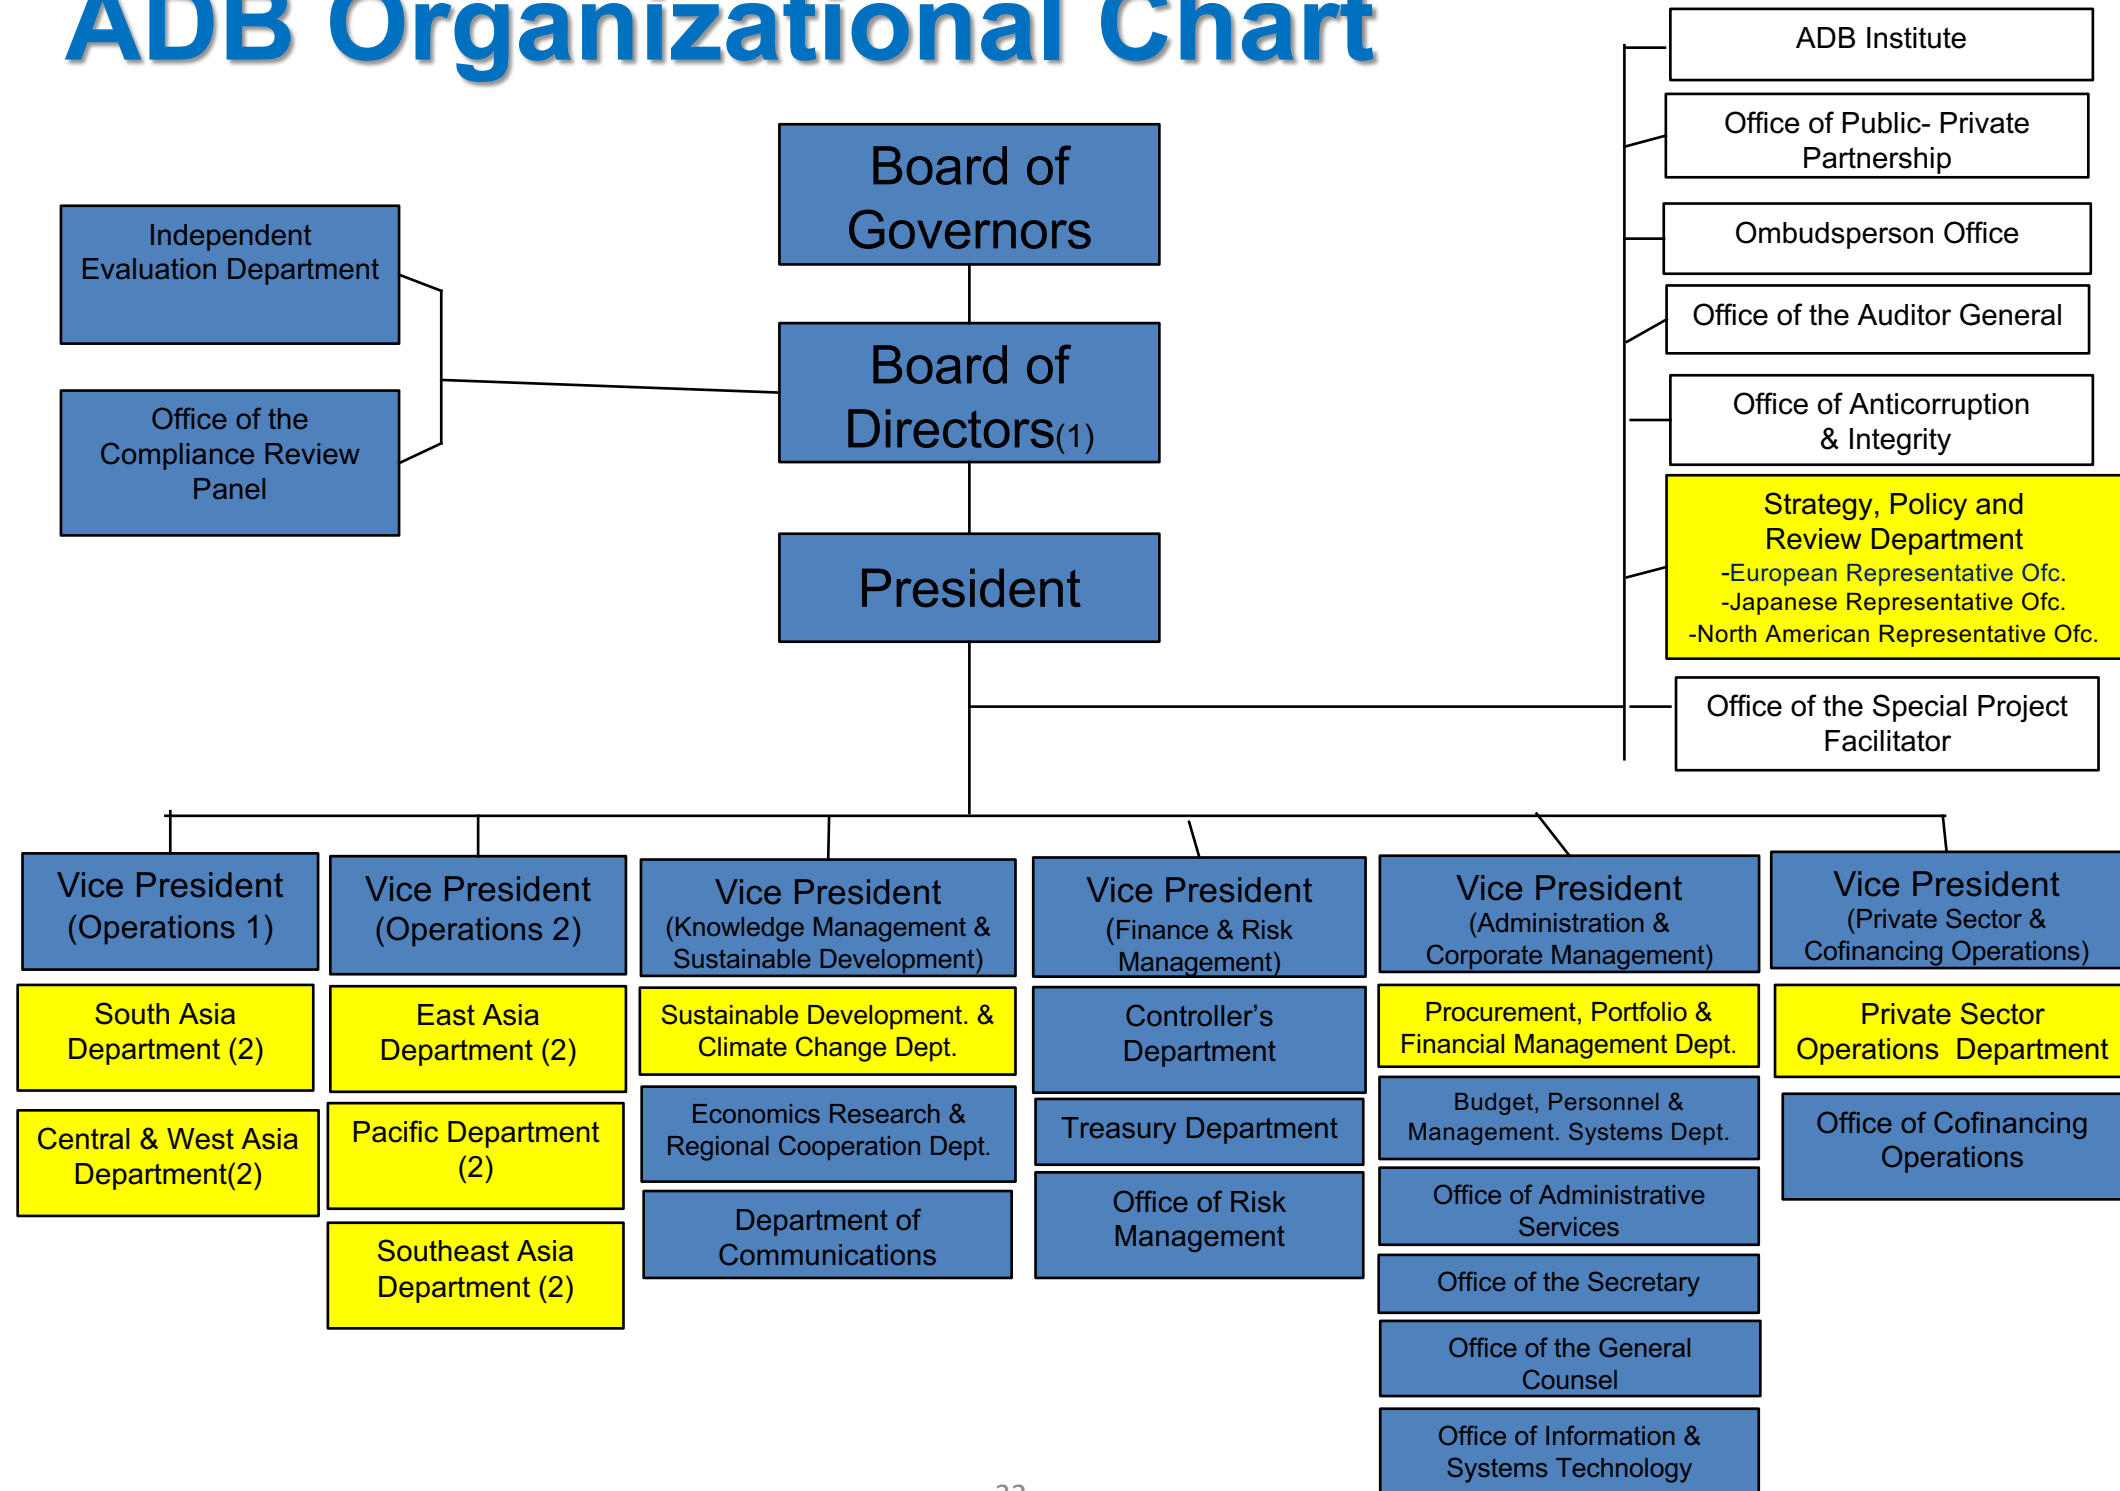 ADB Organizational Chart
ADB Institute
Office of Public- Private
Partnership
Ombudsperson Office
Office of the Auditor General
Office of Anticorruption
& Integrity
Strategy, Policy and
Review Department
-European Representative Ofc.
-Japanese Representative Ofc.
-North American Representative Ofc.
Office of the Special Project
Facilitator
Board of
Governors
Independent
Evaluation Department
Board of
Directors(1)
Office of the
Compliance Review
Panel
President
Vice President
(Operations 1)
South Asia
Department (2)
Central & West Asia
Department(2)
Vice President
(Operations 2)
East Asia
Department (2)
Pacific Department
(2)
Southeast Asia
Department (2)
Vice President
(Knowledge Management &
Sustainable Development)
Sustainable Development. &
Climate Change Dept.
Economics Research &
Regional Cooperation Dept.
Department of
Communications
Vice President
(Finance & Risk
Management)
Controller’s
Department
Treasury Department
Office of Risk
Management
Vice President
(Administration &
Corporate Management)
Procurement, Portfolio &
Financial Management Dept.
Budget, Personnel &
Management. Systems Dept.
Office of Administrative
Services
Office of the Secretary
Office of the General
Counsel
Office of Information &
Systems Technology
Vice President
(Private Sector &
Cofinancing Operations)
Private Sector
Operations Department
Office of Cofinancing
Operations